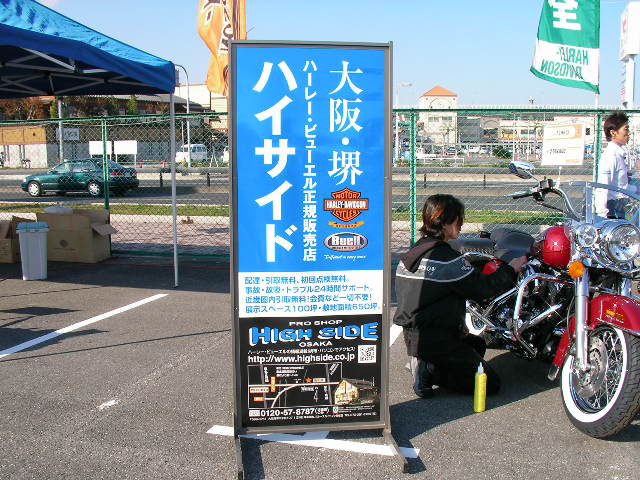 大阪・堺
ハーレー・ビューエル正規販売店
ハイサイド
MOTOR
HARLEY-DAVIDSON
CYCLES
Buell
配達・引取無料、初回点検無料。
事故・故障・トラブル24時間サポート。
近畿圏内引取無料!会費など一切不要!
展示スペース100坪・敷地面積650坪
PRO SHOP
HIGH SIDE
OSAKA
http://www.highside.co.jp
0120-57-8787
全
HARLEY-
DAVIDSON